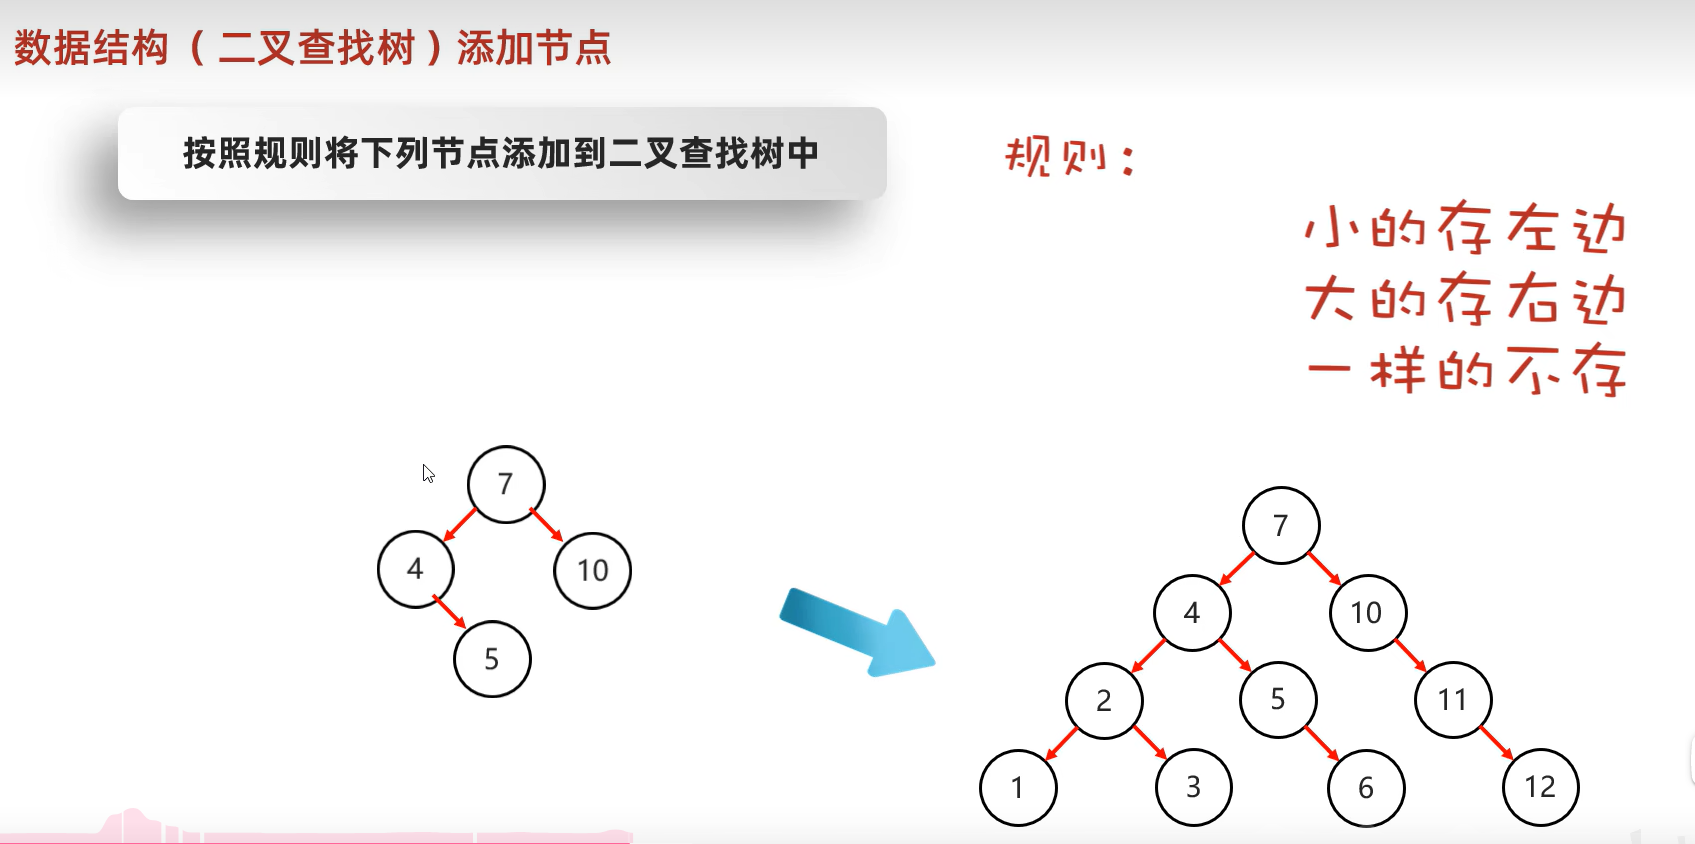 数据结构（二叉查找树）添加节点
按照规则将下列节点添加到二叉查找树中
规则：
小的存左边
大的存右边
一样的不存
7
4 10
5
7
4 10
2 5 11
1 3 6 12